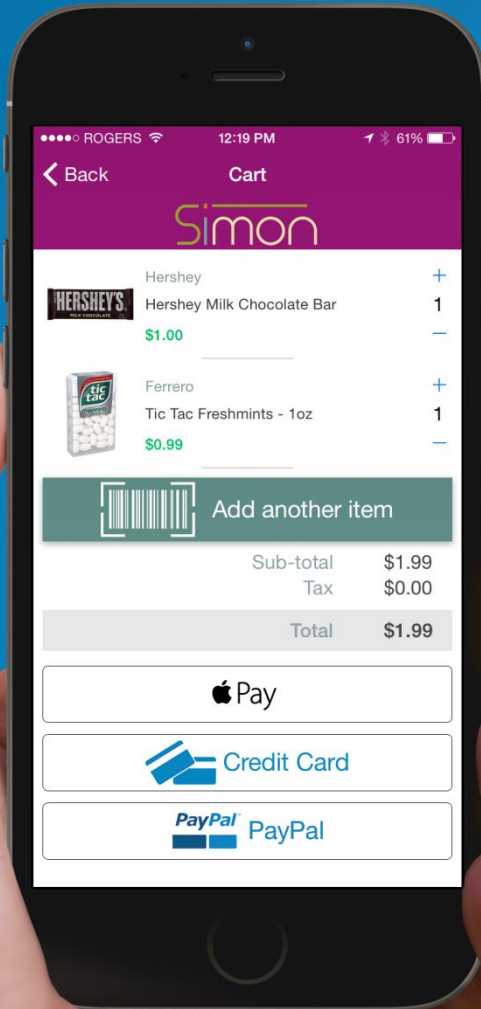 ROGERS 12:19 PM 61%
Back Cart
Simon
Hershey +
HERSHEY'S Hershey Milk Chocolate Bar 1
MILK CHOCOLATE
$1.00 −
Ferrero +
tic tac Tic Tac Freshmints - 1oz 1
$0.99 −
Add another item
Sub-total $1.99
Tax $0.00
Total $1.99
Pay
Credit Card
PayPal PayPal